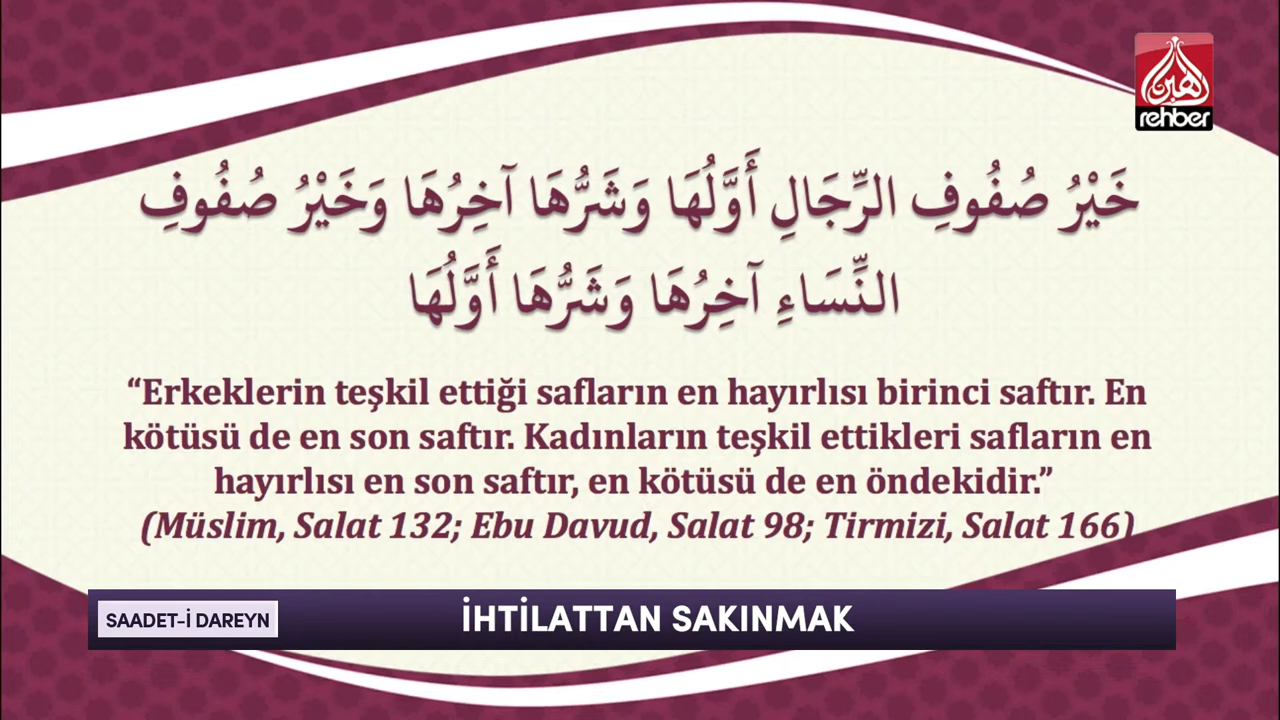 رهبر
rehber
خَيْرُ صُفُوفِ الرِّجَالِ أَوَّلُهَا وَشَرُّهَا آخِرُهَا وَخَيْرُ صُفُوفِ
النِّسَاءِ آخِرُهَا وَشَرُّهَا أَوَّلُهَا
“Erkeklerin teşkil ettiği safların en hayırlısı birinci saftır. En
kötüsü de en son saftır. Kadınların teşkil ettikleri safların en
hayırlısı en son saftır, en kötüsü de en öndekidir.”
(Müslim, Salat 132; Ebu Davud, Salat 98; Tirmizi, Salat 166)
SAADET-İ DAREYN
İHTİLATTAN SAKINMAK